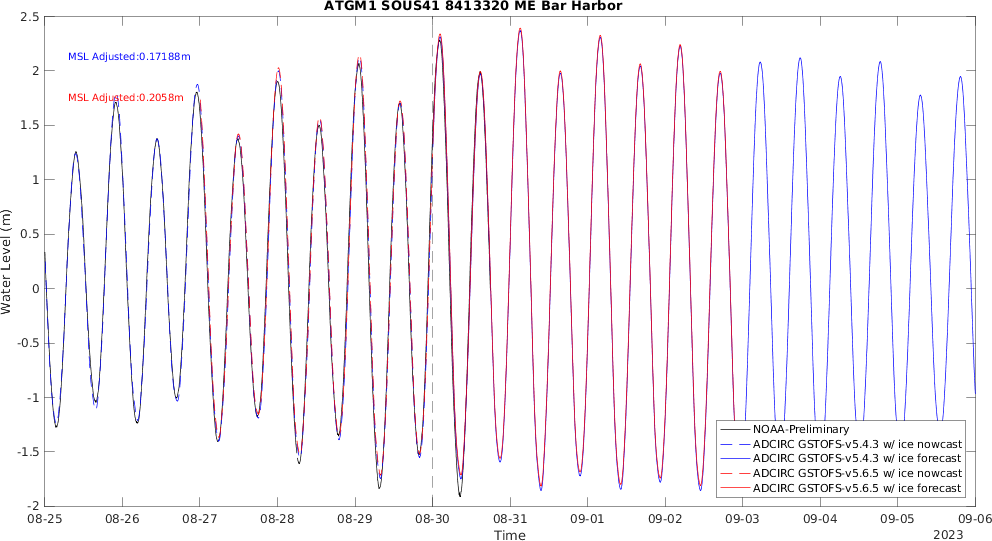 ATGM1 SOUS41 8413320 ME Bar Harbor
2.5
2
1.5
1
0.5
0
-0.5
-1
-1.5
-2
Water Level (m)
MSL Adjusted:0.17188m
MSL Adjusted:0.2058m
NOAA-Preliminary
ADCIRC GSTOFS-v5.4.3 w/ ice nowcast
ADCIRC GSTOFS-v5.4.3 w/ ice forecast
ADCIRC GSTOFS-v5.6.5 w/ ice nowcast
ADCIRC GSTOFS-v5.6.5 w/ ice forecast
08-25 08-26 08-27 08-28 08-29 08-30 08-31 09-01 09-02 09-03 09-04 09-05 09-06
Time
2023